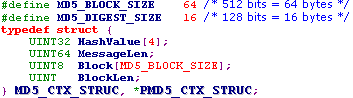 #define MD5_BLOCK_SIZE 64 /* 512 bits = 64 bytes */
#define MD5_DIGEST_SIZE 16 /* 128 bits = 16 bytes */
typedef struct {
UINT32 HashValue[4];
UINT64 MessageLen;
UINT8 Block[MD5_BLOCK_SIZE];
UINT BlockLen;
} MD5_CTX_STRUC, *PMD5_CTX_STRUC;